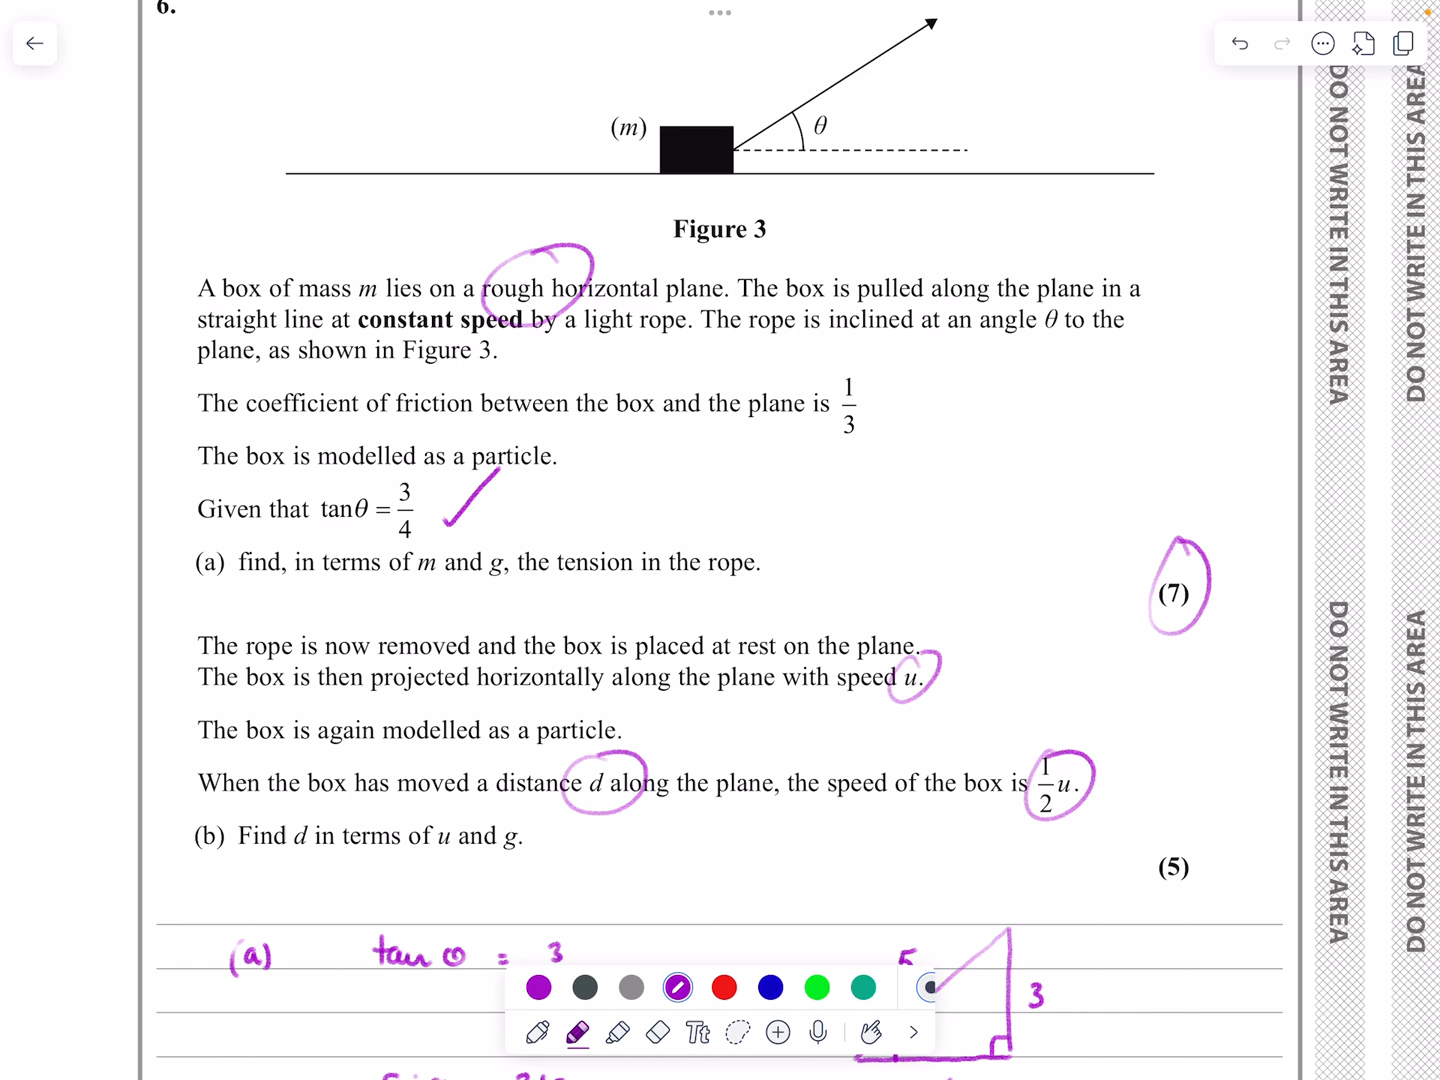 6.
(m)
θ
Figure 3
A box of mass m lies on a rough horizontal plane. The box is pulled along the plane in a
straight line at constant speed by a light rope. The rope is inclined at an angle θ to the
plane, as shown in Figure 3.
The coefficient of friction between the box and the plane is 1/3
The box is modelled as a particle.
Given that tanθ = 3/4
(a) find, in terms of m and g, the tension in the rope.
(7)
The rope is now removed and the box is placed at rest on the plane.
The box is then projected horizontally along the plane with speed u.
The box is again modelled as a particle.
When the box has moved a distance d along the plane, the speed of the box is 1/2 u.
(b) Find d in terms of u and g.
(5)
(a) tan θ = 3
5
3
Tt
DO NOT WRITE IN THIS AREA
DO NOT WRITE IN THIS AREA
DO NOT WRITE IN THIS AREA
DO NOT WRITE IN THIS AREA